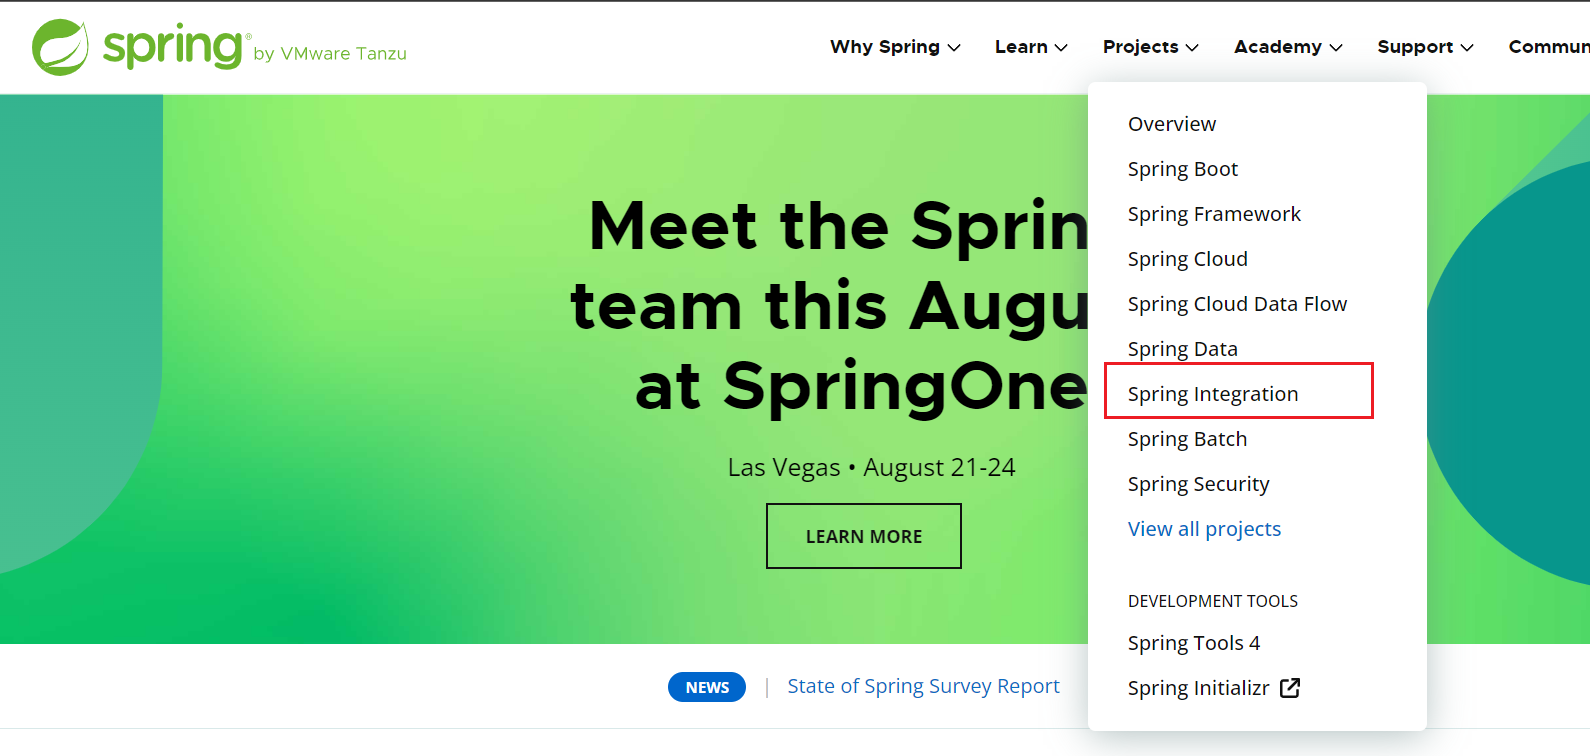 spring® by VMware Tanzu
Why Spring
Learn
Projects
Academy
Support
Commun
Meet the Sprin
team this Augu
at SpringOne
Las Vegas • August 21-24
LEARN MORE
Overview
Spring Boot
Spring Framework
Spring Cloud
Spring Cloud Data Flow
Spring Data
Spring Integration
Spring Batch
Spring Security
View all projects
DEVELOPMENT TOOLS
Spring Tools 4
Spring Initializr
NEWS | State of Spring Survey Report